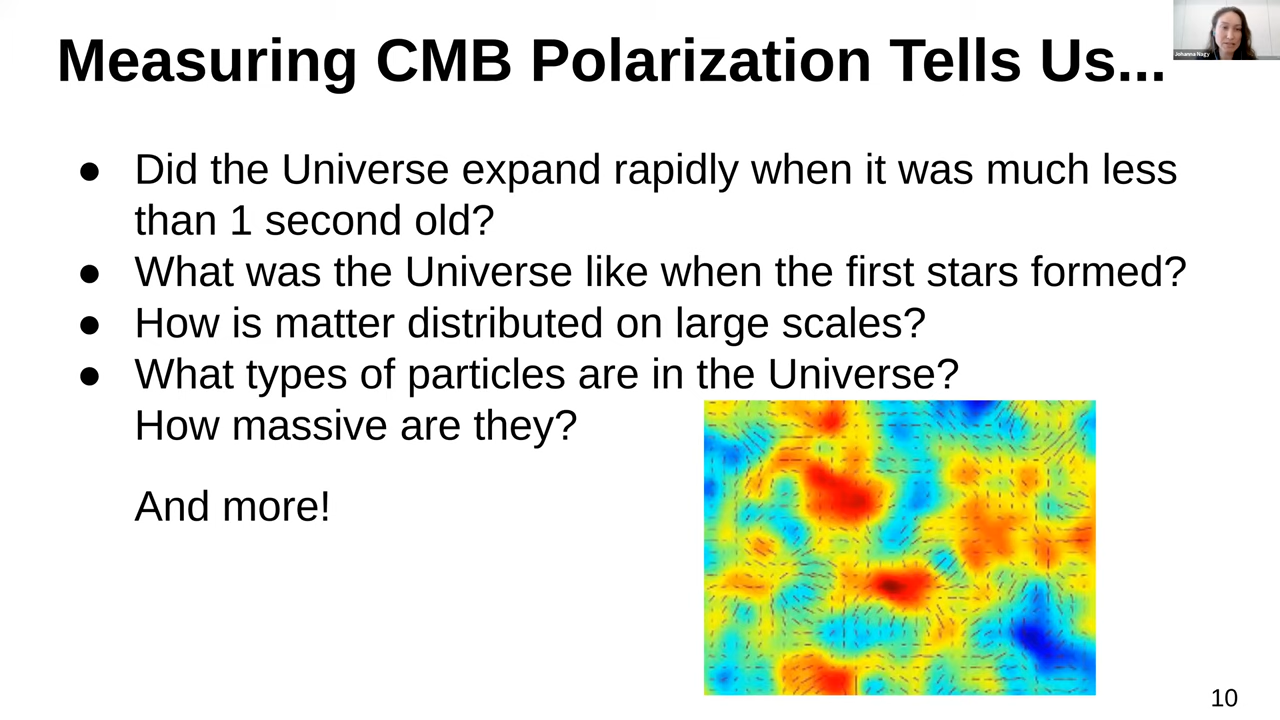 Measuring CMB Polarization Tells Us...
Johanna Nagy
● Did the Universe expand rapidly when it was much less
than 1 second old?
● What was the Universe like when the first stars formed?
● How is matter distributed on large scales?
● What types of particles are in the Universe?
How massive are they?
And more!
10